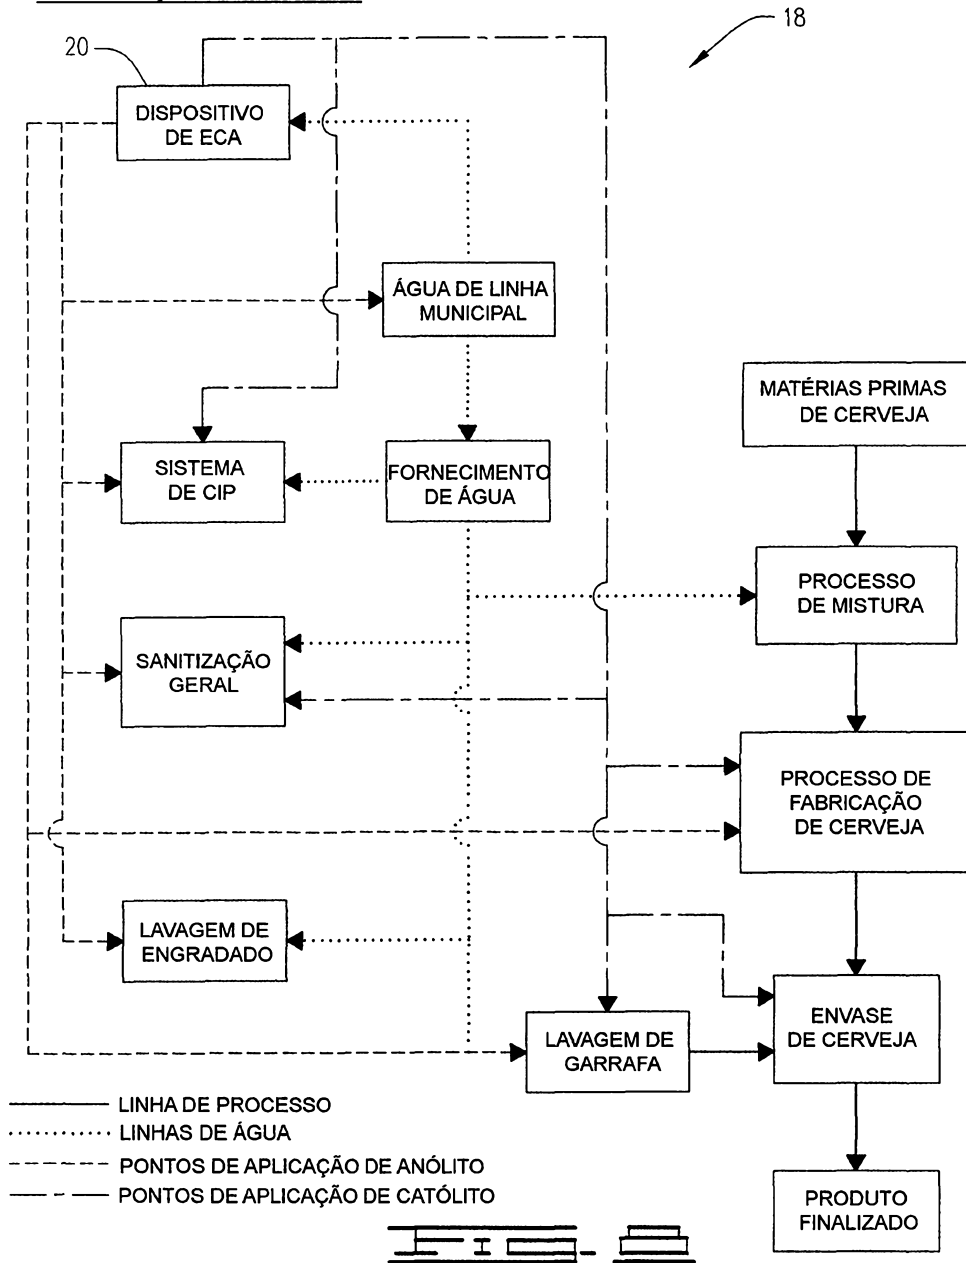 18
20
DISPOSITIVO
DE ECA
ÁGUA DE LINHA
MUNICIPAL
MATÉRIAS PRIMAS
DE CERVEJA
SISTEMA
DE CIP
FORNECIMENTO
DE ÁGUA
PROCESSO
DE MISTURA
SANITIZAÇÃO
GERAL
PROCESSO DE
FABRICAÇÃO
DE CERVEJA
LAVAGEM DE
ENGRADADO
LAVAGEM DE
GARRAFA
ENVASE
DE CERVEJA
LINHA DE PROCESSO
LINHAS DE ÁGUA
PONTOS DE APLICAÇÃO DE ANÓLITO
PONTOS DE APLICAÇÃO DE CATÓLITO
PRODUTO
FINALIZADO